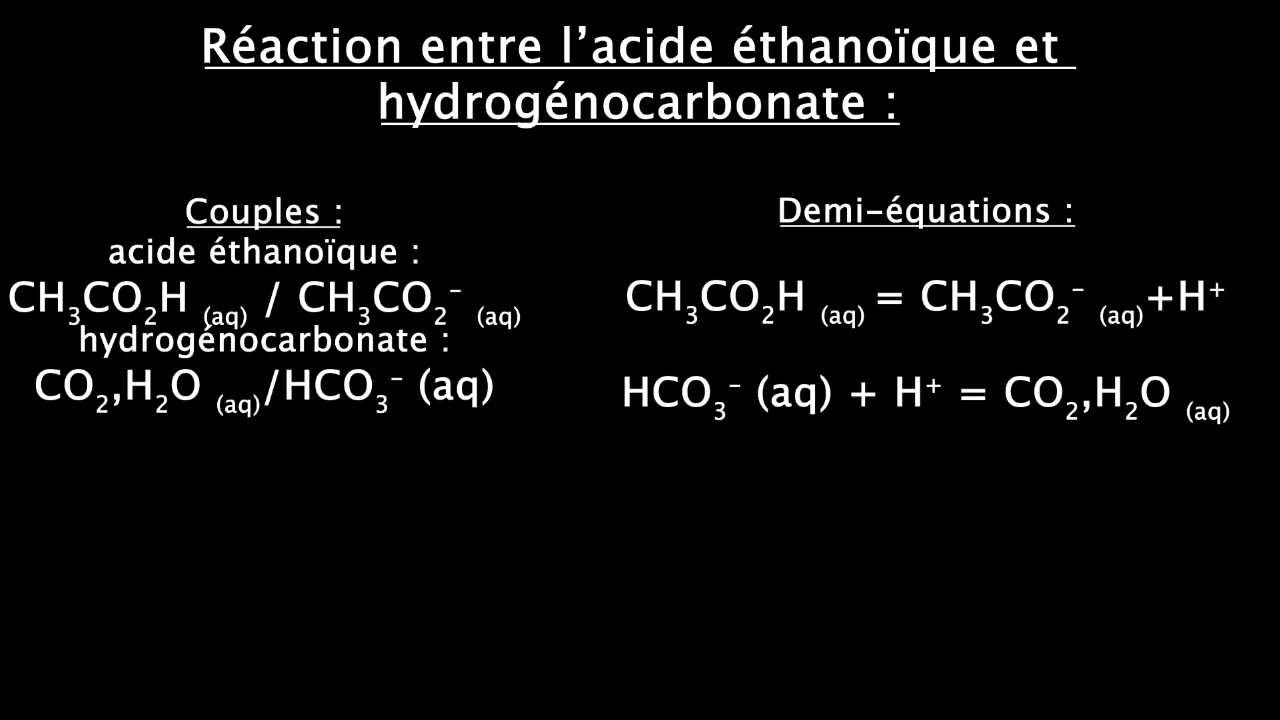 Réaction entre l’acide éthanoïque et
hydrogénocarbonate :
Couples :
acide éthanoïque :
CH₃CO₂H (aq) / CH₃CO₂⁻ (aq)
hydrogénocarbonate :
CO₂,H₂O (aq)/HCO₃⁻ (aq)
Demi-équations :
CH₃CO₂H (aq) = CH₃CO₂⁻ (aq)+H⁺
HCO₃⁻ (aq) + H⁺ = CO₂,H₂O (aq)